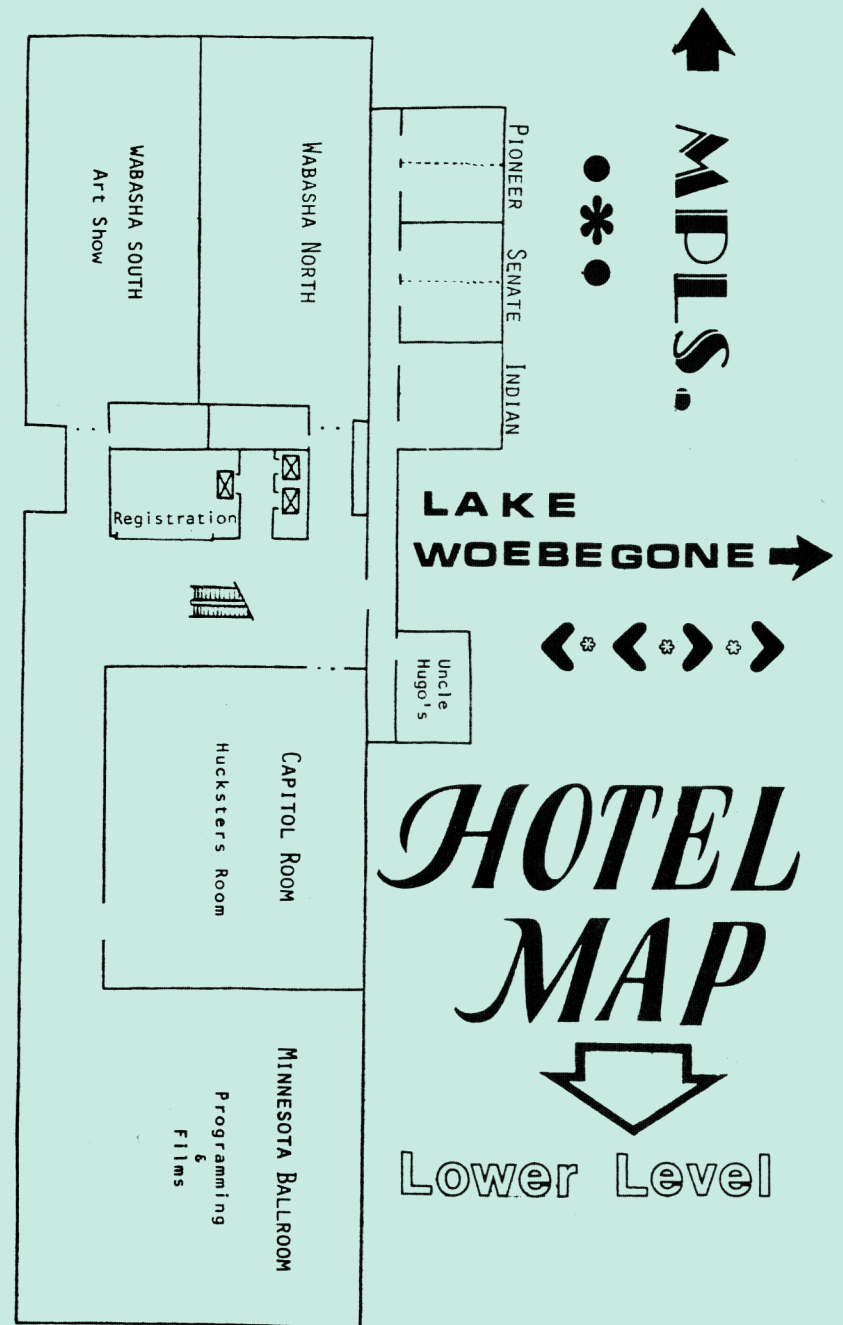 MPLS.
LAKE
WOEBEGONE
HOTEL
MAP
Lower Level
PIONEER
SENATE
INDIAN
WABASHA NORTH
WABASHA SOUTH
Art Show
Registration
Uncle
Hugo's
CAPITOL ROOM
Hucksters Room
MINNESOTA BALLROOM
Programming
&
Films